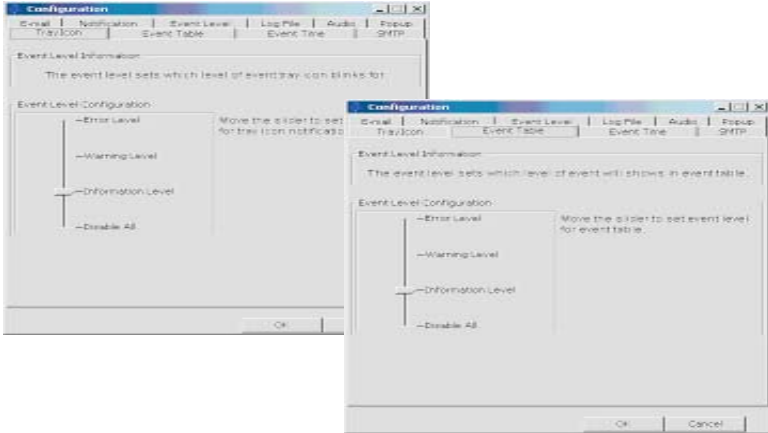 Configuration
E-mail Notification Event Level Log File Audio Popup
TrayIcon Event Table Event Time SMTP
Event Level Information
The event level sets which level of event tray icon blinks for
Event Level Configuration
Error Level
Warning Level
Information Level
Disable All
Move the slider to set
for tray icon notificatio
OK
Configuration
E-mail Notification Event Level Log File Audio Popup
TrayIcon Event Table Event Time SMTP
Event Level Information
The event level sets which level of event will shows in event table.
Event Level Configuration
Error Level
Warning Level
Information Level
Disable All
Move the slider to set event level
for event table.
OK Cancel